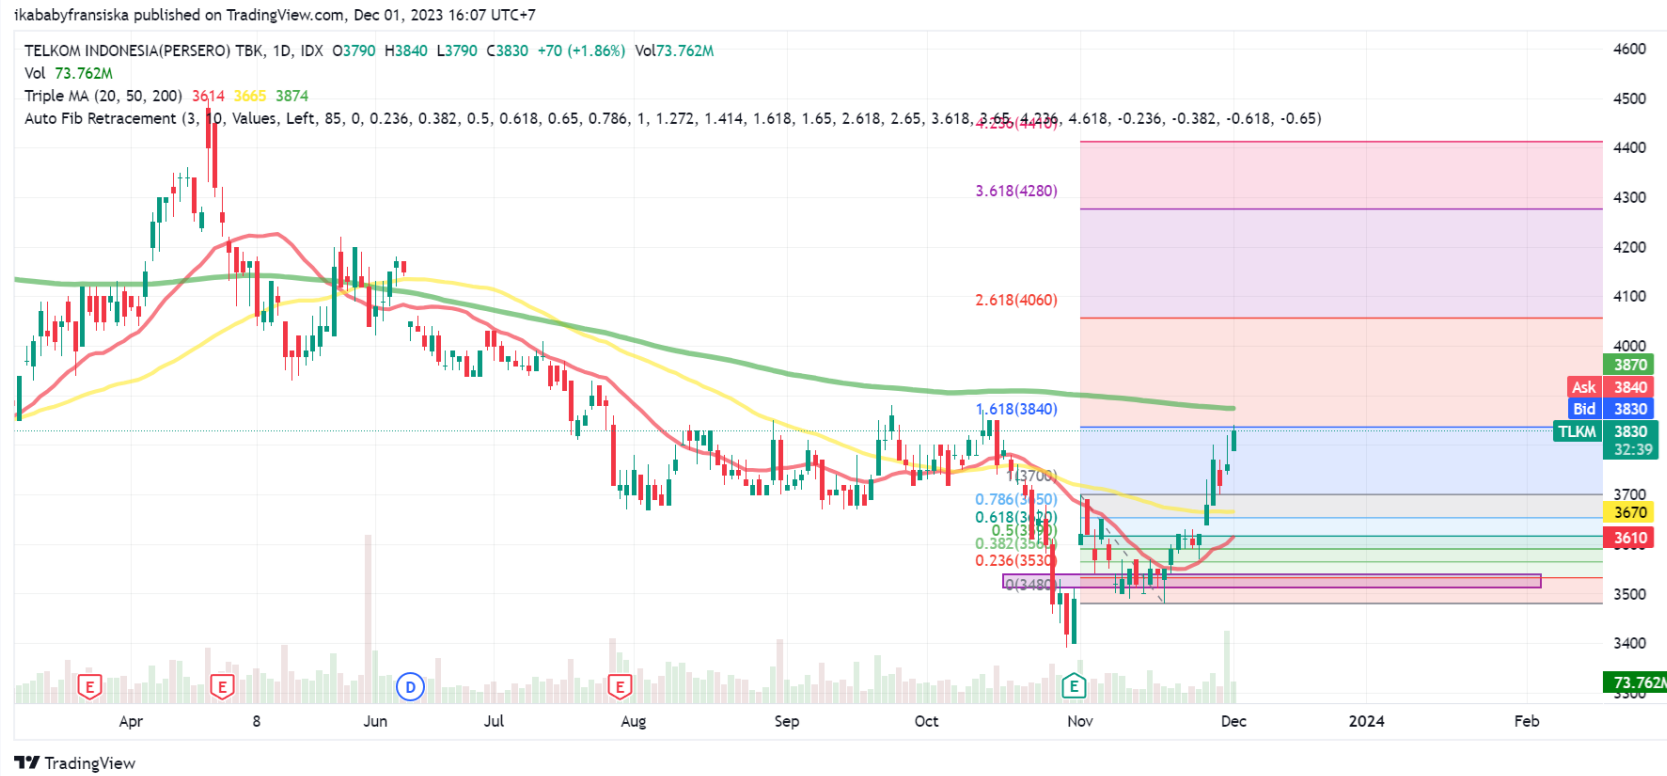 ikababyfransiska published on TradingView.com, Dec 01, 2023 16:07 UTC+7
TELKOM INDONESIA(PERSERO) TBK, 1D, IDX O3790 H3840 L3790 C3830 +70 (+1.86%) Vol73.762M
Vol 73.762M
Triple MA (20, 50, 200) 3614 3665 3874
Auto Fib Retracement (3, 10, Values, Left, 85, 0, 0.236, 0.382, 0.5, 0.618, 0.65, 0.786, 1, 1.272, 1.414, 1.618, 1.65, 2.618, 2.65, 3.618, 3.65, 4.236, 4.618, -0.236, -0.382, -0.618, -0.65)
4.236(4410)
3.618(4280)
2.618(4060)
1.618(3840)
1(3700)
0.786(3650)
0.618(3620)
0.5(3590)
0.382(3560)
0.236(3530)
0(3480)
4600
4500
4400
4300
4200
4100
4000
3870
Ask 3840
Bid 3830
TLKM 3830
32:39
3700
3670
3610
3500
3400
73.762M
3300
E
E
D
E
E
Apr 8 Jun Jul Aug Sep Oct Nov Dec 2024 Feb
TradingView